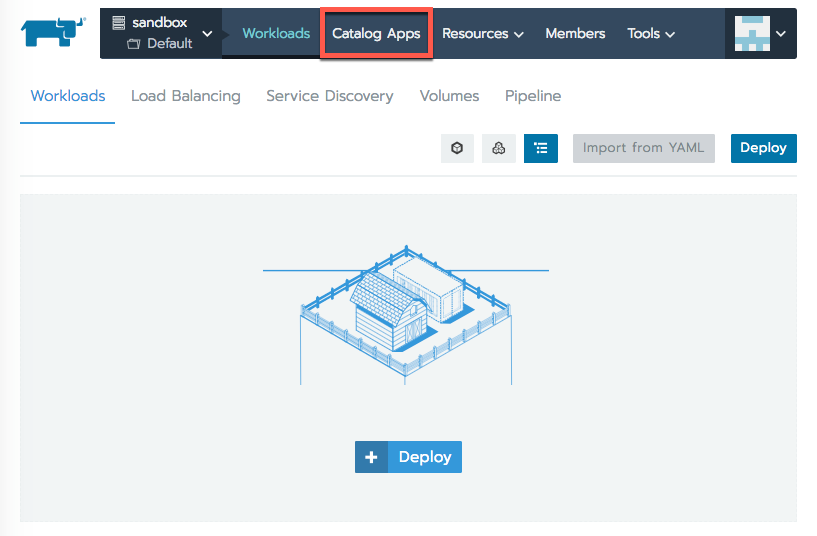 sandbox
Default
Workloads
Catalog Apps
Resources
Members
Tools
Workloads
Load Balancing
Service Discovery
Volumes
Pipeline
Import from YAML
Deploy
Deploy